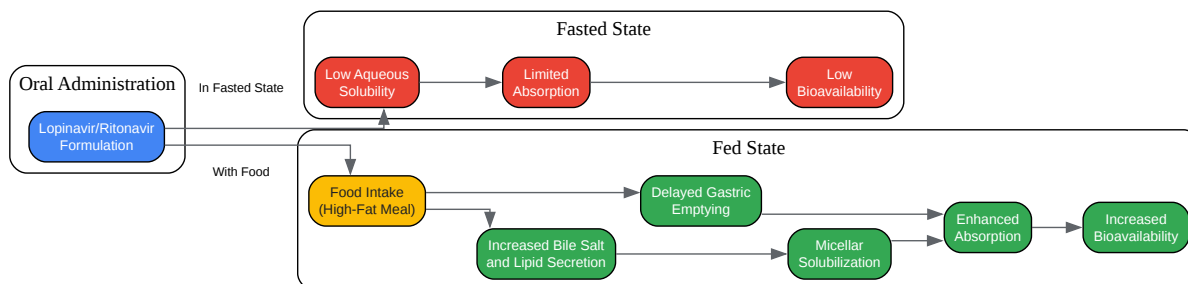 Oral Administration
Lopinavir/Ritonavir
Formulation
In Fasted State
With Food
Fasted State
Low Aqueous
Solubility
Limited
Absorption
Low
Bioavailability
Fed State
Food Intake
(High-Fat Meal)
Delayed Gastric
Emptying
Increased Bile Salt
and Lipid Secretion
Micellar
Solubilization
Enhanced
Absorption
Increased
Bioavailability